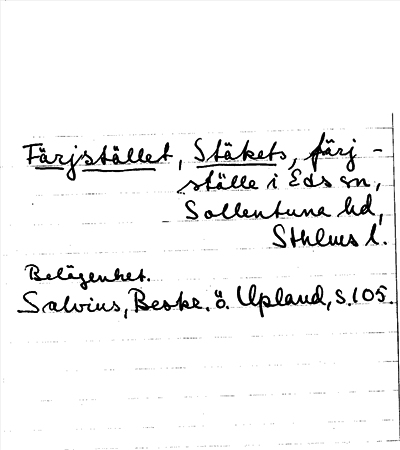 Färjstället, Stäkets, färj-
ställe i Eds sn,
Sollentuna hd,
Sthlms l.
Belägenhet.
Salvius, Beskr. ö. Upland, s. 105.